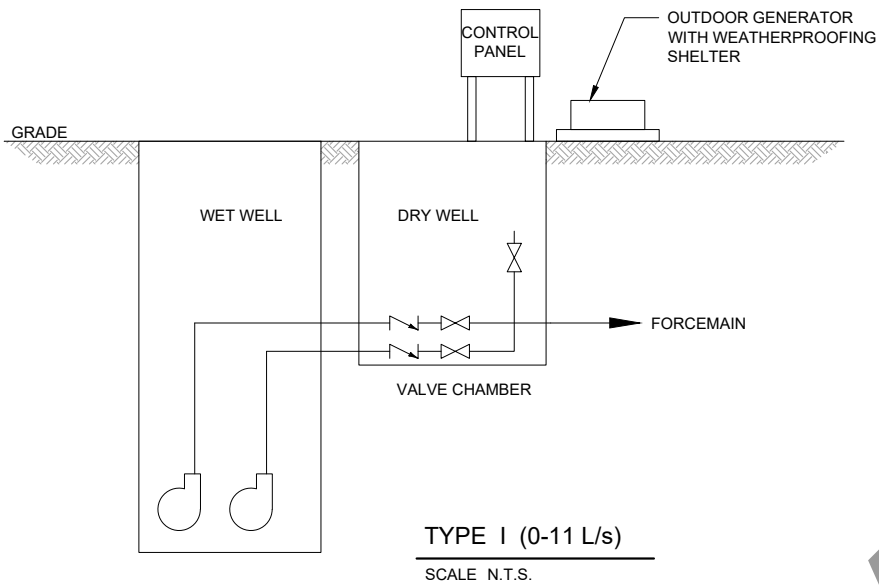 OUTDOOR GENERATOR
WITH WEATHERPROOFING
SHELTER
CONTROL
PANEL
GRADE
WET WELL
DRY WELL
FORCEMAIN
VALVE CHAMBER
TYPE I (0-11 L/s)
SCALE N.T.S.